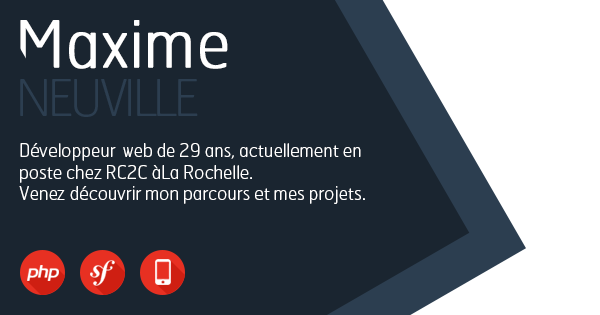 Maxime
NEUVILLE
Développeur web de 29 ans, actuellement en
poste chez RC2C àLa Rochelle.
Venez découvrir mon parcours et mes projets.
php sf